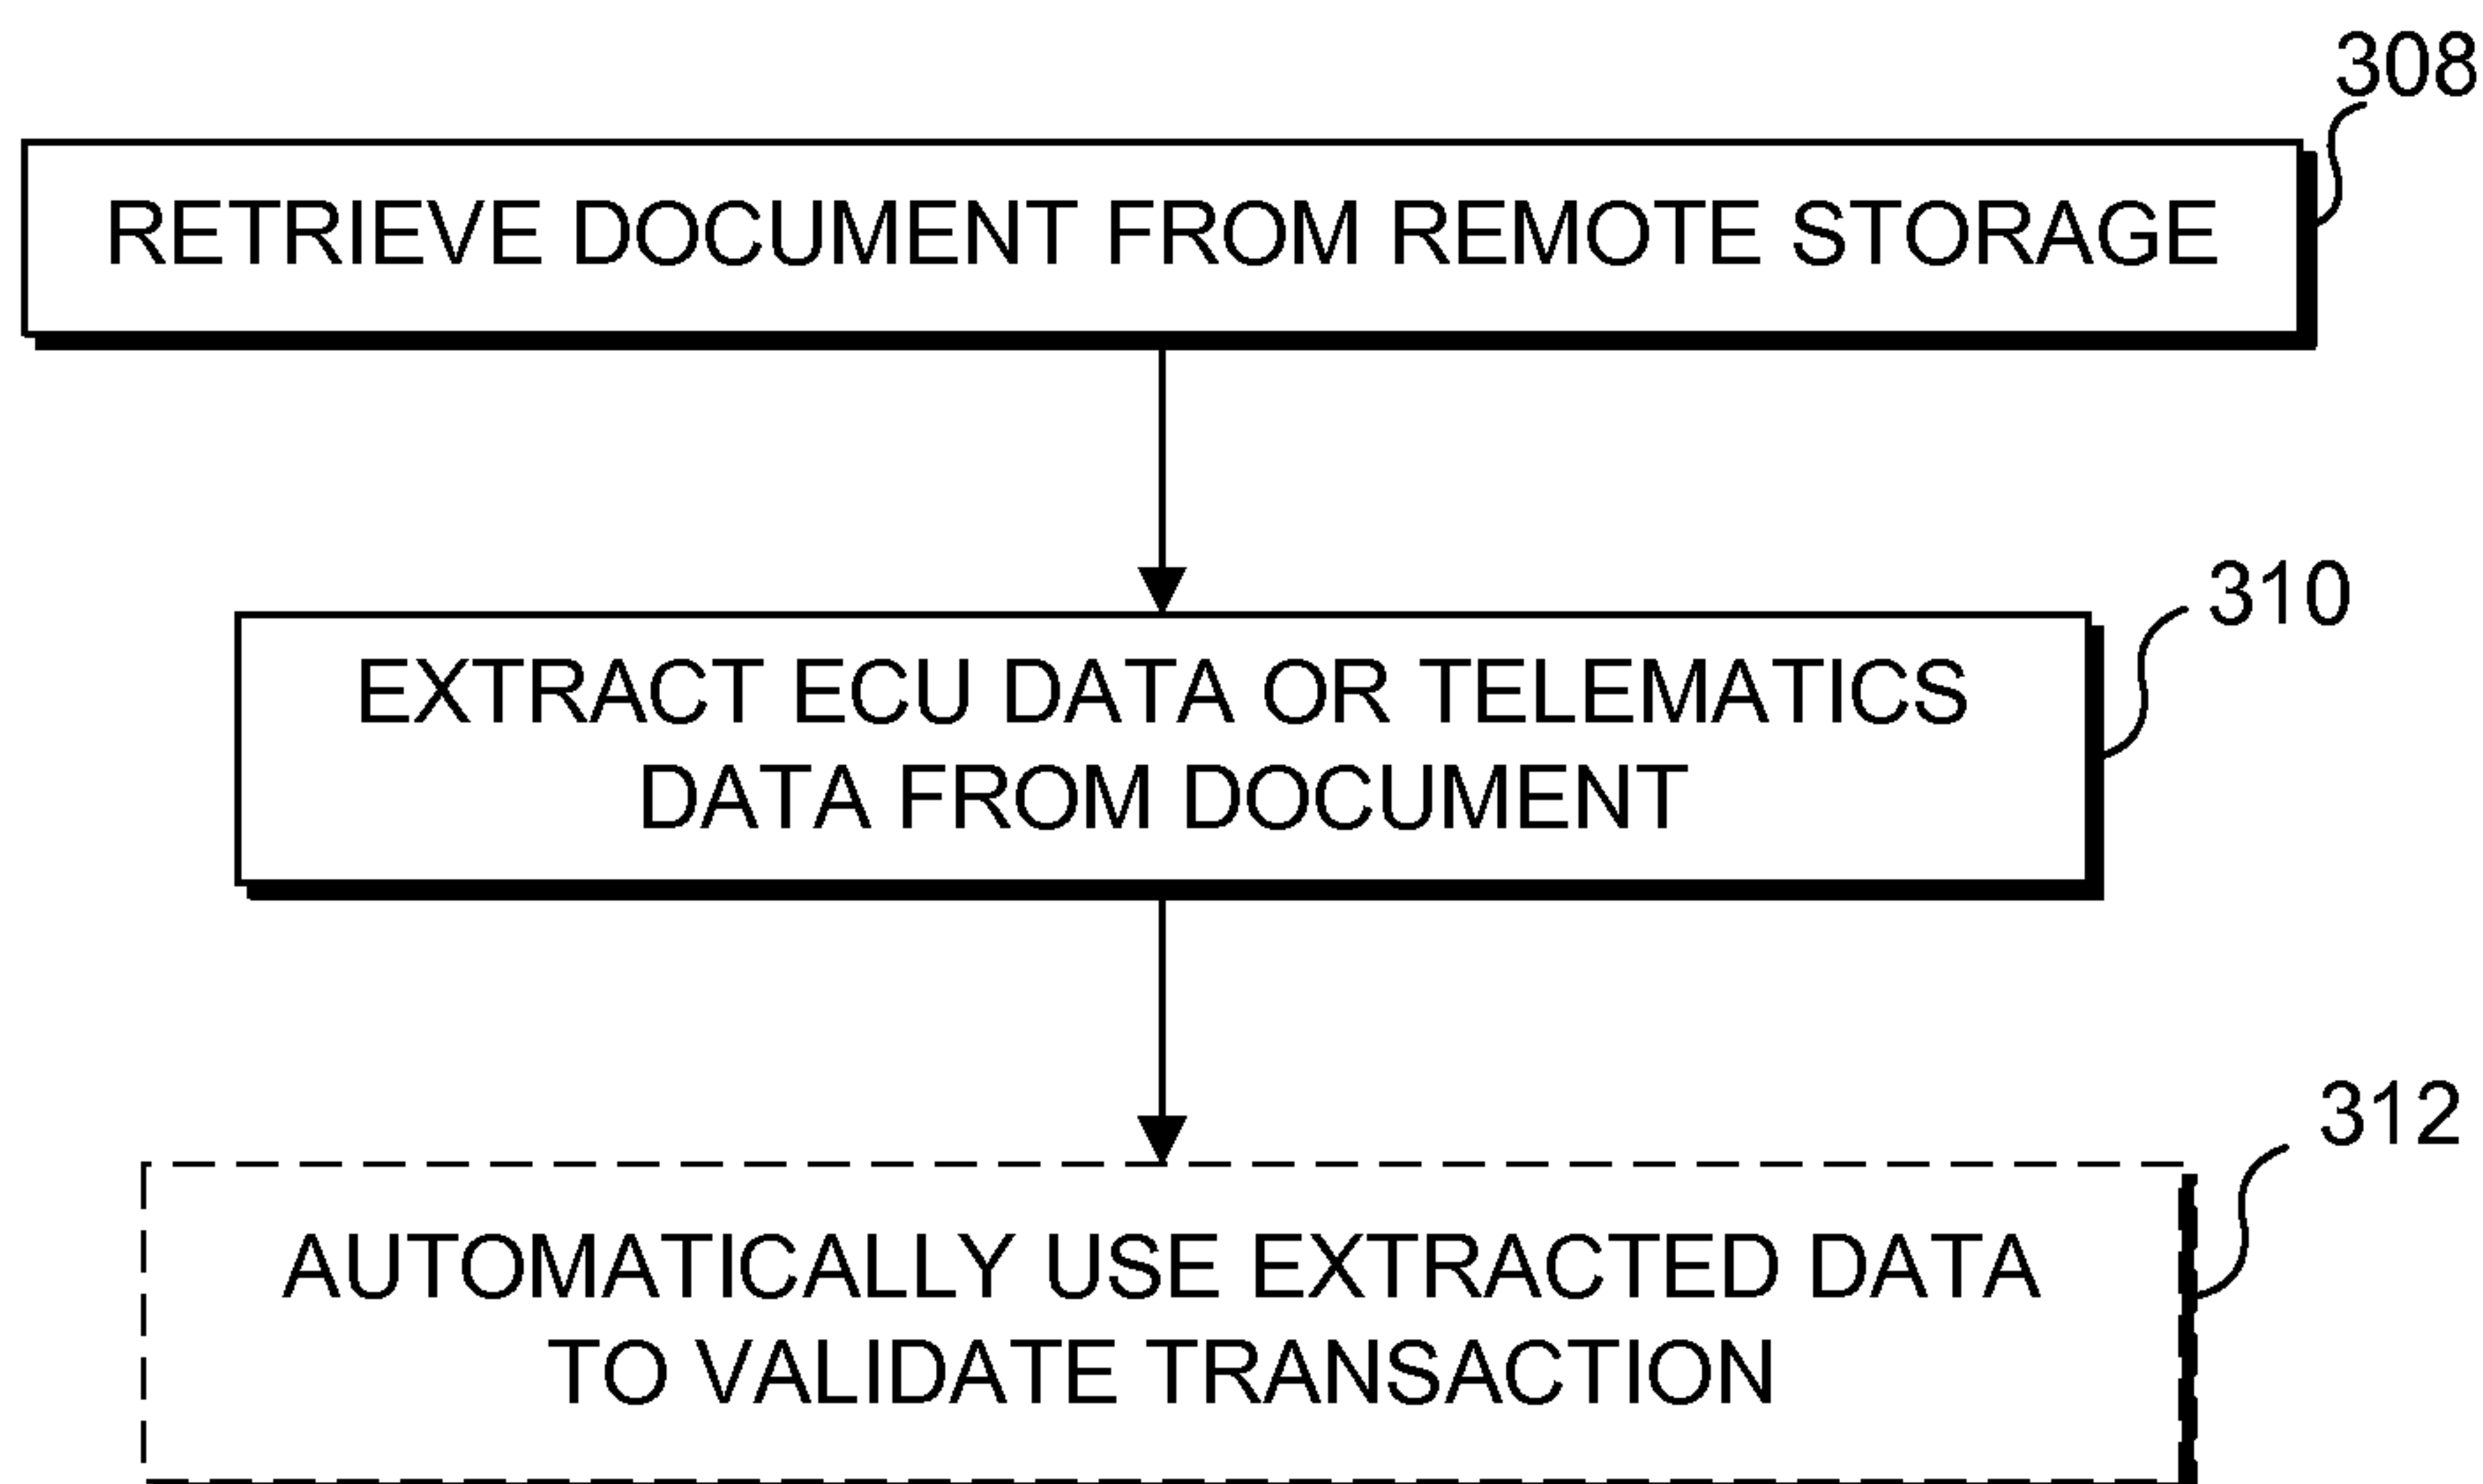 308
RETRIEVE DOCUMENT FROM REMOTE STORAGE
310
EXTRACT ECU DATA OR TELEMATICS
DATA FROM DOCUMENT
312
AUTOMATICALLY USE EXTRACTED DATA
TO VALIDATE TRANSACTION